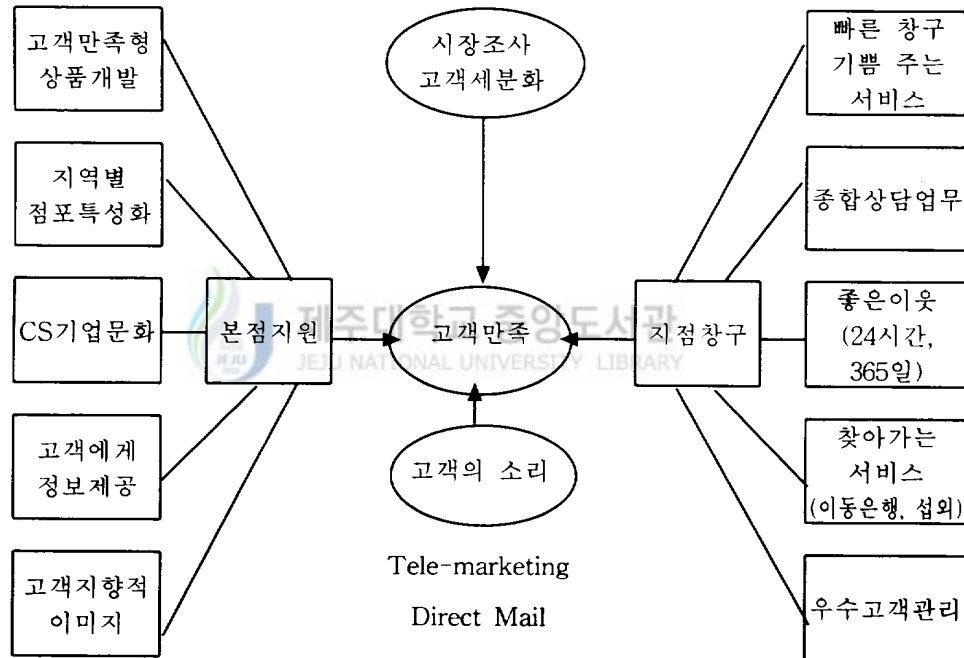 고객만족형
상품개발
지역별
점포특성화
CS기업문화
고객에게
정보제공
고객지향적
이미지
본점지원
시장조사
고객세분화
고객만족
고객의 소리
Tele-marketing
Direct Mail
지점창구
빠른 창구
기쁨 주는
서비스
종합상담업무
좋은이웃
(24시간,
365일)
찾아가는
서비스
(이동은행, 섭외)
우수고객관리
제주대학교 중앙도서관
JEJU NATIONAL UNIVERSITY LIBRARY
JEJU
1952